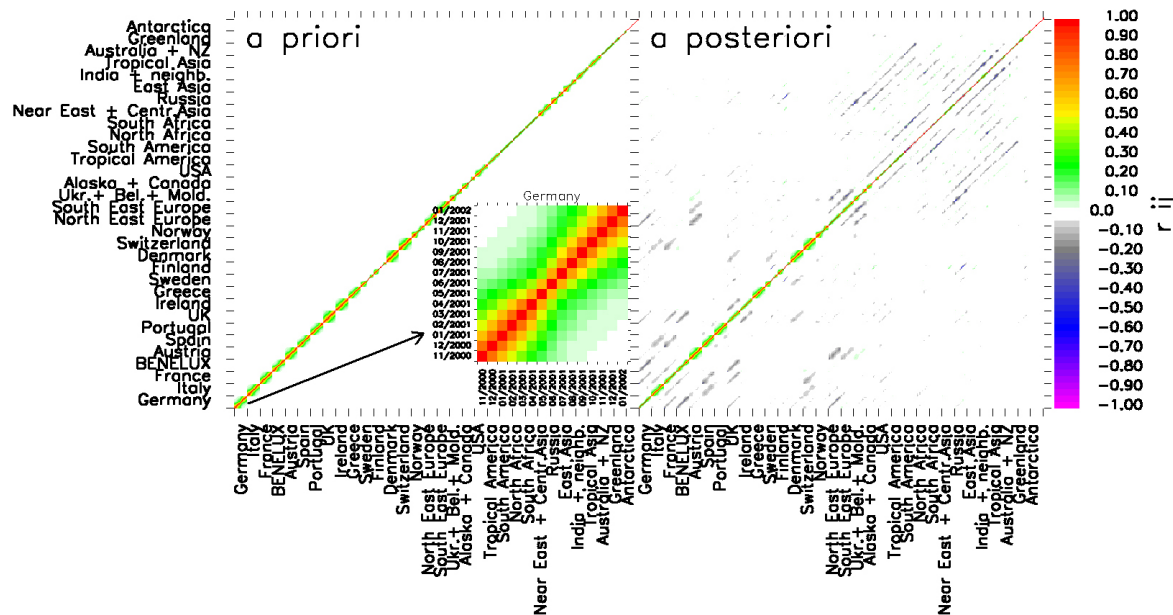 a priori
a posteriori
Antarctica
Greenland
Australia + NZ
Tropical Asia
India + neighb.
East Asia
Russia
Near East + Centr.Asia
South Africa
North Africa
South America
Tropical America
USA
Alaska + Canada
Ukr.+ Bel.+ Mold.
South East Europe
North East Europe
Norway
Switzerland
Denmark
Finland
Sweden
Greece
Ireland
UK
Portugal
Spain
Austria
BENELUX
France
Italy
Germany
Germany
01/2002
12/2001
11/2001
10/2001
09/2001
08/2001
07/2001
06/2001
05/2001
04/2001
03/2001
02/2001
01/2001
12/2000
11/2000
11/2000
12/2000
01/2001
02/2001
03/2001
04/2001
05/2001
06/2001
07/2001
08/2001
09/2001
10/2001
11/2001
12/2001
01/2002
1.00
0.90
0.80
0.70
0.60
0.50
0.40
0.30
0.20
0.10
0.0
-0.10
-0.20
-0.30
-0.40
-0.50
-0.60
-0.70
-0.80
-0.90
-1.00
r ij
Germany
Italy
France
BENELUX
Austria
Spain
Portugal
UK
Ireland
Greece
Sweden
Finland
Denmark
Switzerland
Norway
North East Europe
South East Europe
Ukr.+ Bel.+ Mold.
Alaska + Canada
USA
Tropical America
South America
North Africa
South Africa
Near East + Centr.Asia
Russia
East Asia
India + neighb.
Tropical Asia
Australia + NZ
Greenland
Antarctica
Germany
Italy
France
BENELUX
Austria
Spain
Portugal
UK
Ireland
Greece
Sweden
Finland
Denmark
Switzerland
Norway
North East Europe
South East Europe
Ukr.+ Bel.+ Mold.
Alaska + Canada
USA
Tropical America
South America
North Africa
South Africa
Near East + Centr.Asia
Russia
East Asia
India + neighb.
Tropical Asia
Australia + NZ
Greenland
Antarctica